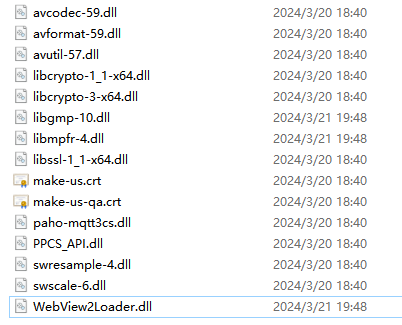 avcodec-59.dll 2024/3/20 18:40
avformat-59.dll 2024/3/20 18:40
avutil-57.dll 2024/3/20 18:40
libcrypto-1_1-x64.dll 2024/3/20 18:40
libcrypto-3-x64.dll 2024/3/20 18:40
libgmp-10.dll 2024/3/21 19:48
libmpfr-4.dll 2024/3/21 19:48
libssl-1_1-x64.dll 2024/3/20 18:40
make-us.crt 2024/3/20 18:40
make-us-qa.crt 2024/3/20 18:40
paho-mqtt3cs.dll 2024/3/20 18:40
PPCS_API.dll 2024/3/20 18:40
swresample-4.dll 2024/3/20 18:40
swscale-6.dll 2024/3/20 18:40
WebView2Loader.dll 2024/3/21 19:48